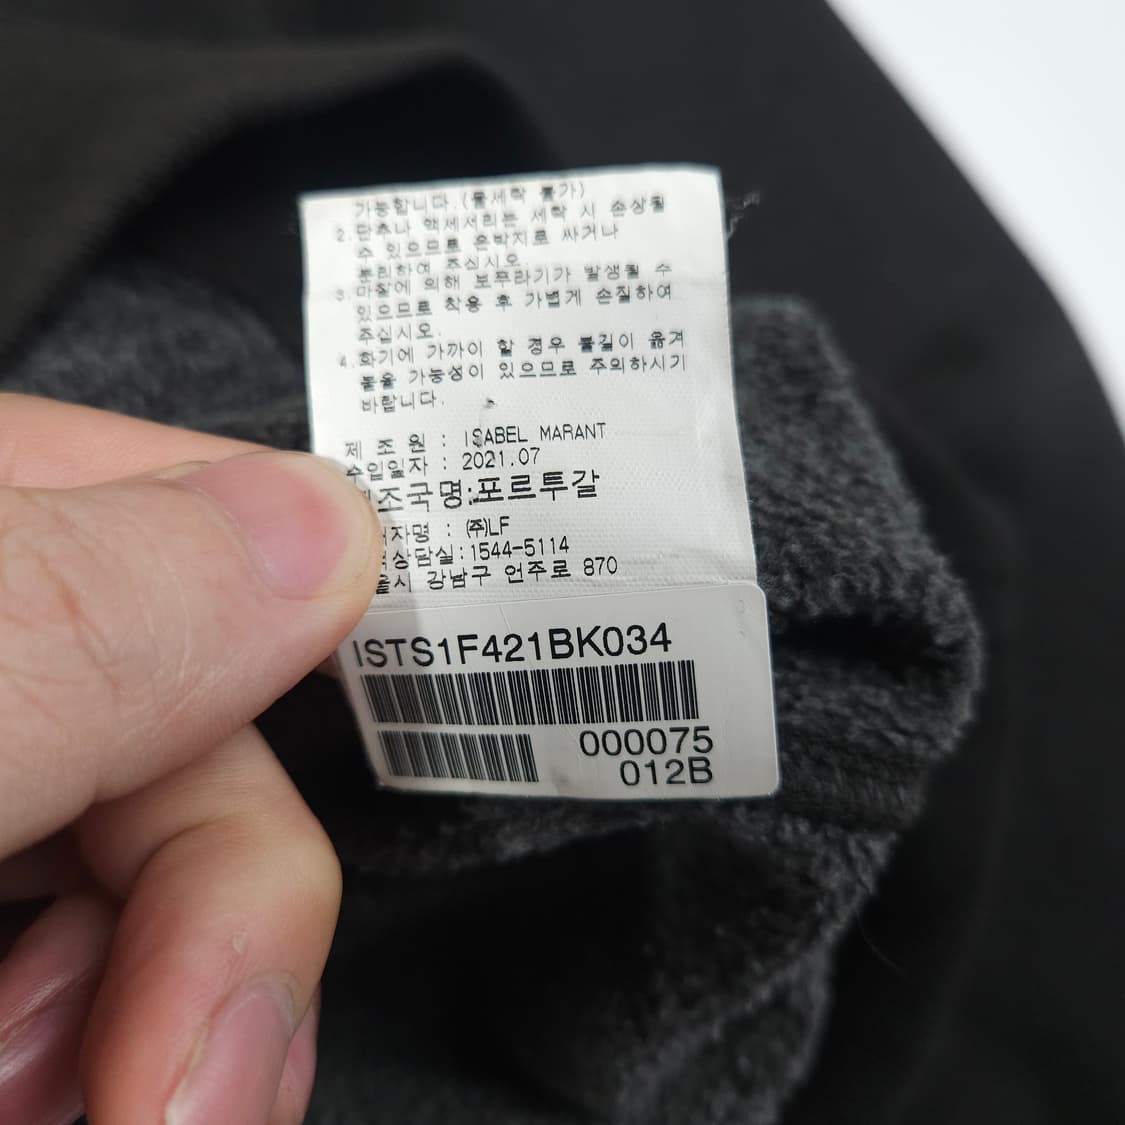 가능합니다.(물세탁 불가)
2.단추나 액세서리는 세탁 시 손상될
수 있으므로 은박지로 싸거나
분리하여 주십시오.
3.마찰에 의해 보푸라기가 발생될 수
있으므로 착용 후 가볍게 손질하여
주십시오.
4.화기에 가까이 할 경우 불길이 옮겨
붙을 가능성이 있으므로 주의하시기
바랍니다.
제 조 원 : ISABEL MARANT
수입일자 : 2021.07
조국명:포르투갈
자명 : ㈜LF
상담실:1544-5114
울시 강남구 언주로 870
ISTS1F421BK034
000075
012B